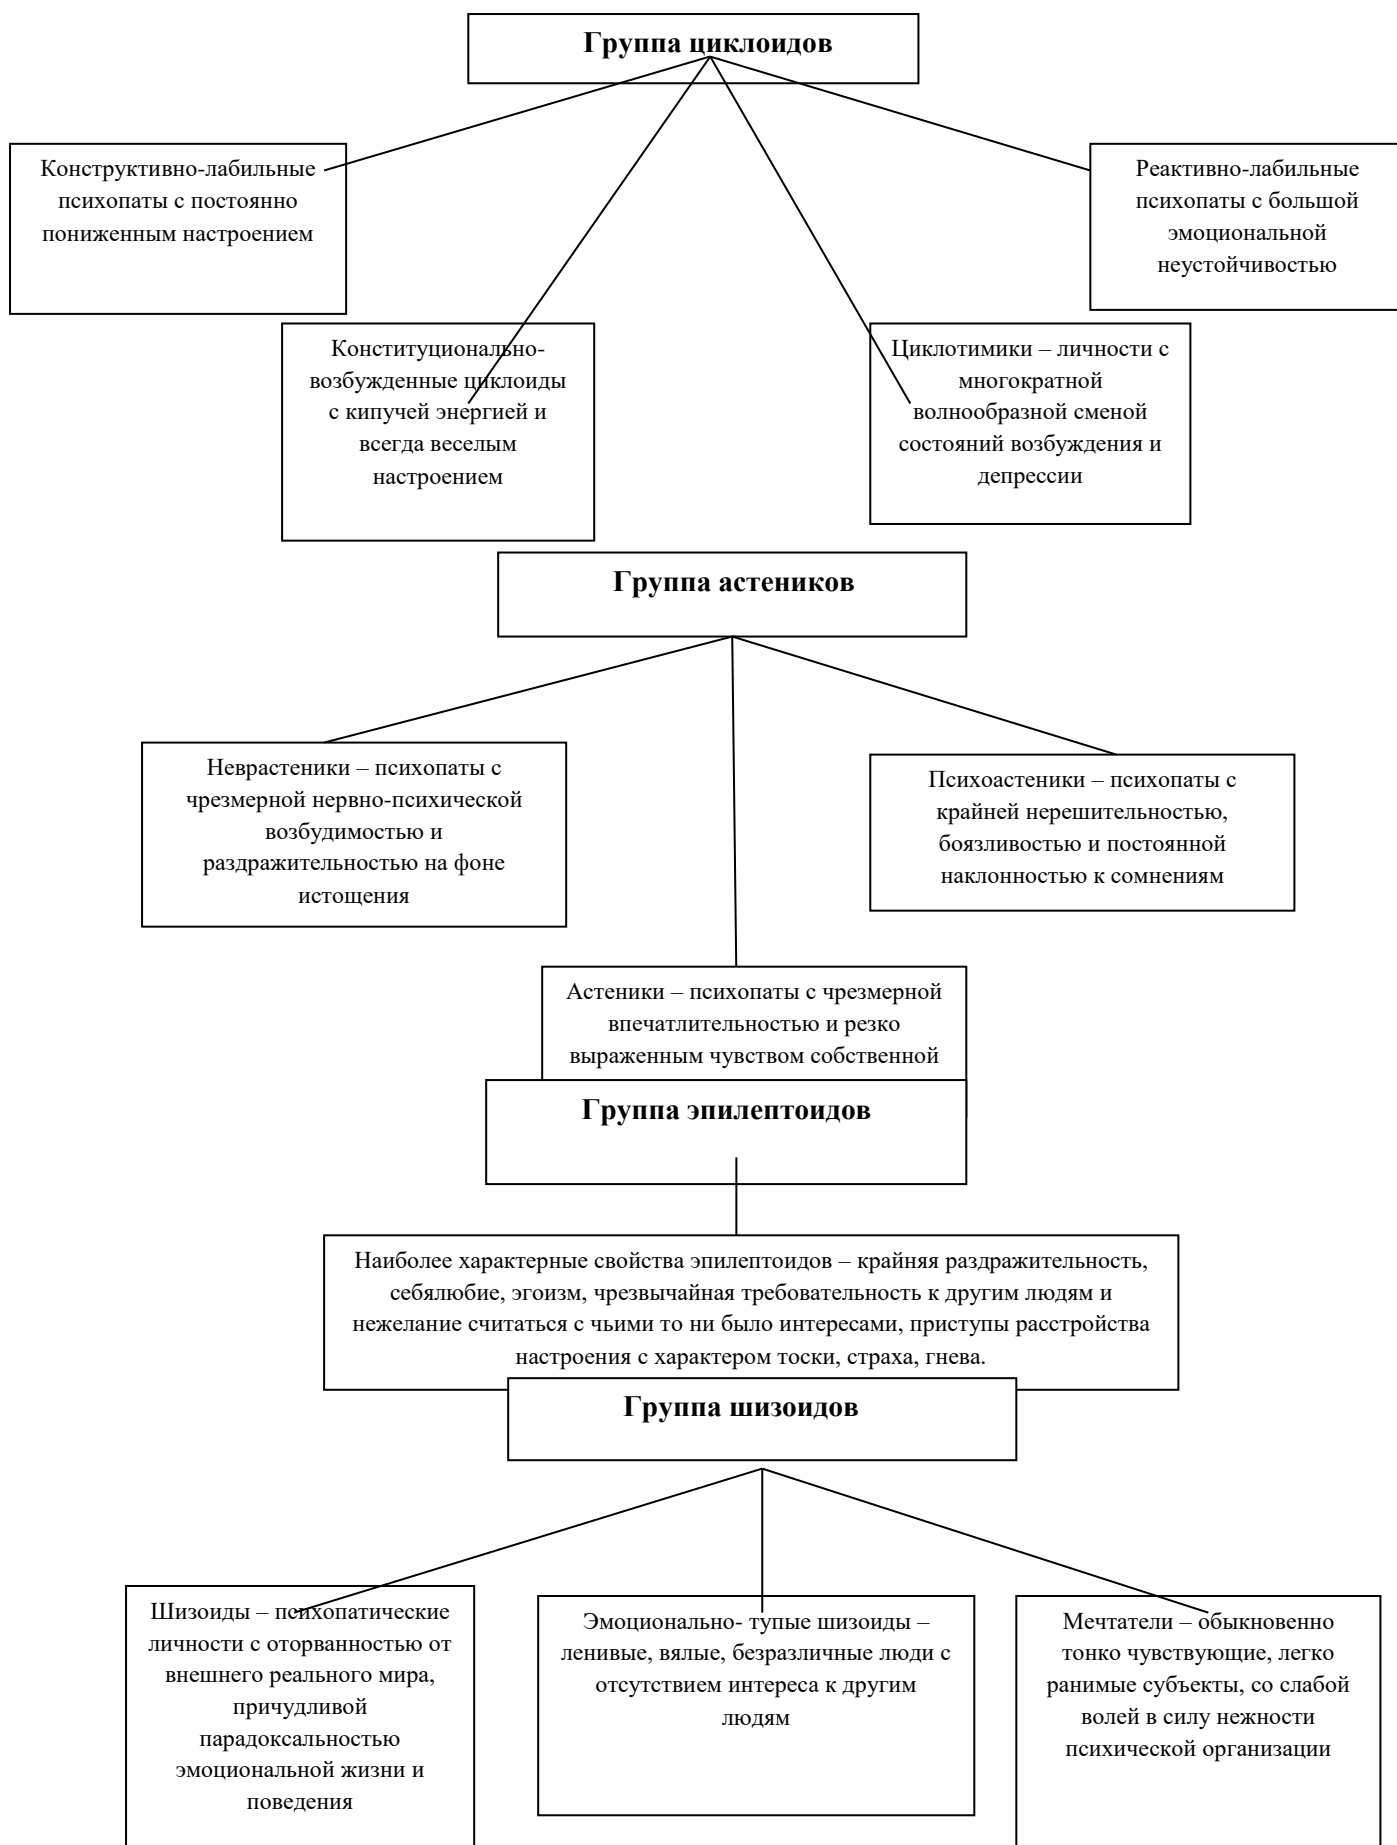 Группа циклоидов
Конструктивно-лабильные
психопаты с постоянно
пониженным настроением
Реактивно-лабильные
психопаты с большой
эмоциональной
неустойчивостью
Конституционально-
возбужденные циклоиды
с кипучей энергией и
всегда веселым
настроением
Циклотимики – личности с
многократной
волнообразной сменой
состояний возбуждения и
депрессии
Группа астеников
Неврастеники – психопаты с
чрезмерной нервно-психической
возбудимостью и
раздражительностью на фоне
истощения
Психоастеники – психопаты с
крайней нерешительностью,
боязливостью и постоянной
наклонностью к сомнениям
Астеники – психопаты с чрезмерной
впечатлительностью и резко
выраженным чувством собственной
Группа эпилептоидов
Наиболее характерные свойства эпилептоидов – крайняя раздражительность,
себялюбие, эгоизм, чрезвычайная требовательность к другим людям и
нежелание считаться с чьими то ни было интересами, приступы расстройства
настроения с характером тоски, страха, гнева.
Группа шизоидов
Шизоиды – психопатические
личности с оторванностью от
внешнего реального мира,
причудливой
парадоксальностью
эмоциональной жизни и
поведения
Эмоционально- тупые шизоиды –
ленивые, вялые, безразличные люди с
отсутствием интереса к другим
людям
Мечтатели – обыкновенно
тонко чувствующие, легко
ранимые субъекты, со слабой
волей в силу нежности
психической организации